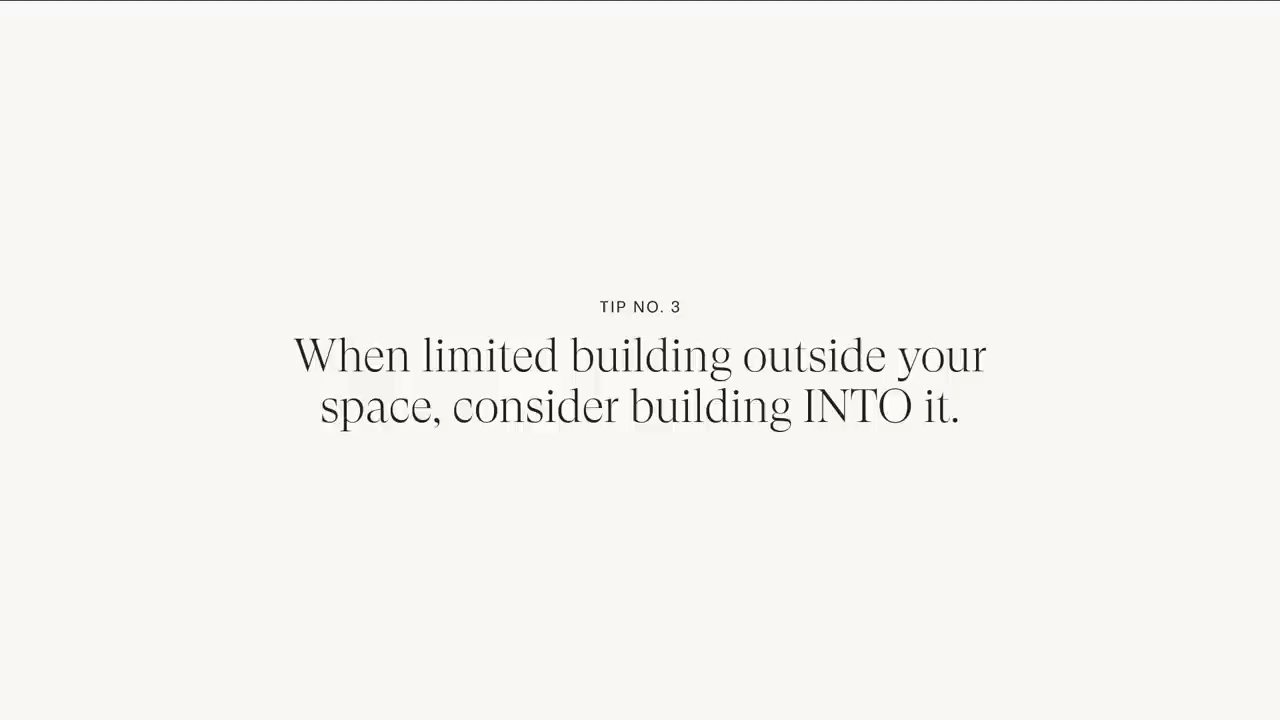 TIP NO. 3
When limited building outside your
space, consider building INTO it.